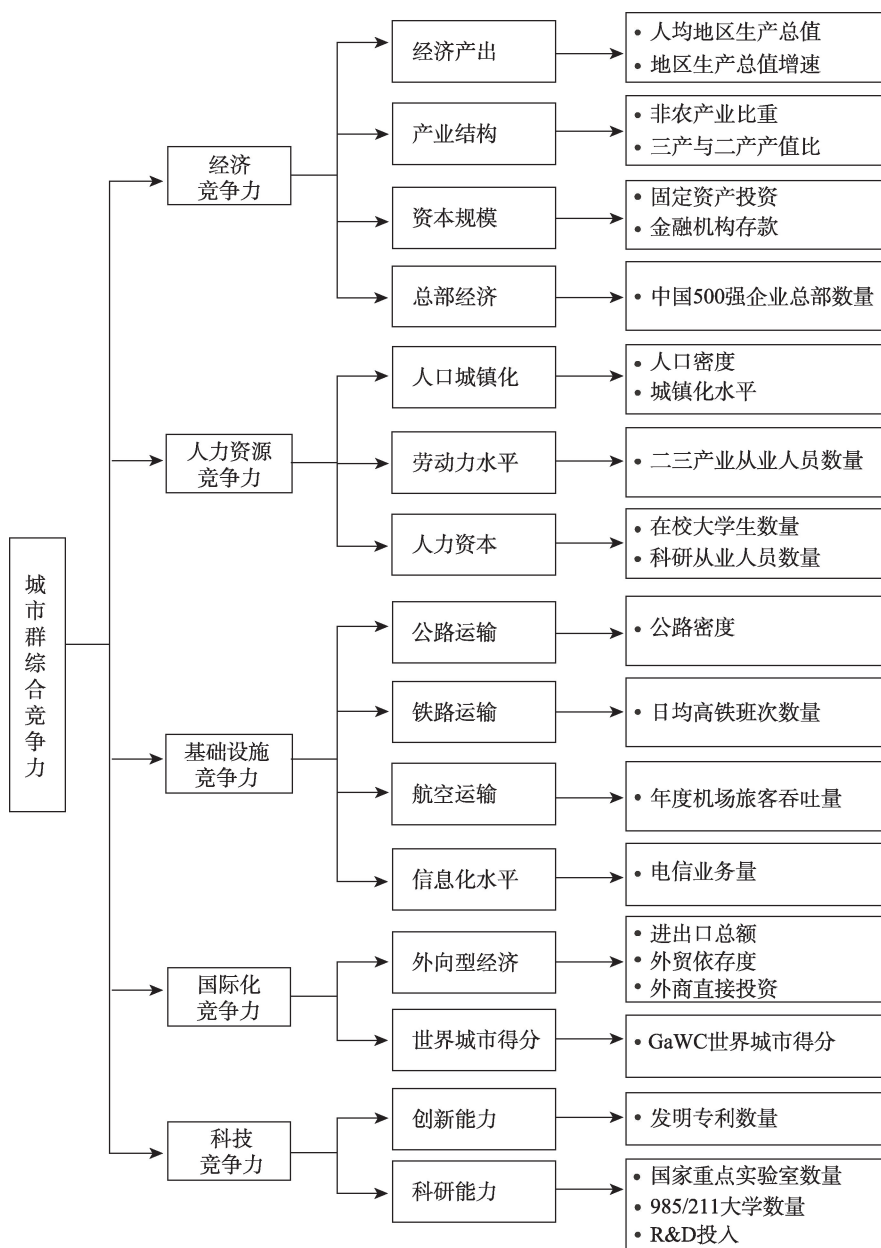 城市群综合竞争力
经济
竞争力
经济产出
• 人均地区生产总值
• 地区生产总值增速
产业结构
• 非农产业比重
• 三产与二产产值比
资本规模
• 固定资产投资
• 金融机构存款
总部经济
• 中国500强企业总部数量
人力资源
竞争力
人口城镇化
• 人口密度
• 城镇化水平
劳动力水平
• 二三产业从业人员数量
人力资本
• 在校大学生数量
• 科研从业人员数量
基础设施
竞争力
公路运输
• 公路密度
铁路运输
• 日均高铁班次数量
航空运输
• 年度机场旅客吞吐量
信息化水平
• 电信业务量
国际化
竞争力
外向型经济
• 进出口总额
• 外贸依存度
• 外商直接投资
世界城市得分
• GaWC世界城市得分
科技
竞争力
创新能力
• 发明专利数量
科研能力
• 国家重点实验室数量
• 985/211大学数量
• R&D投入